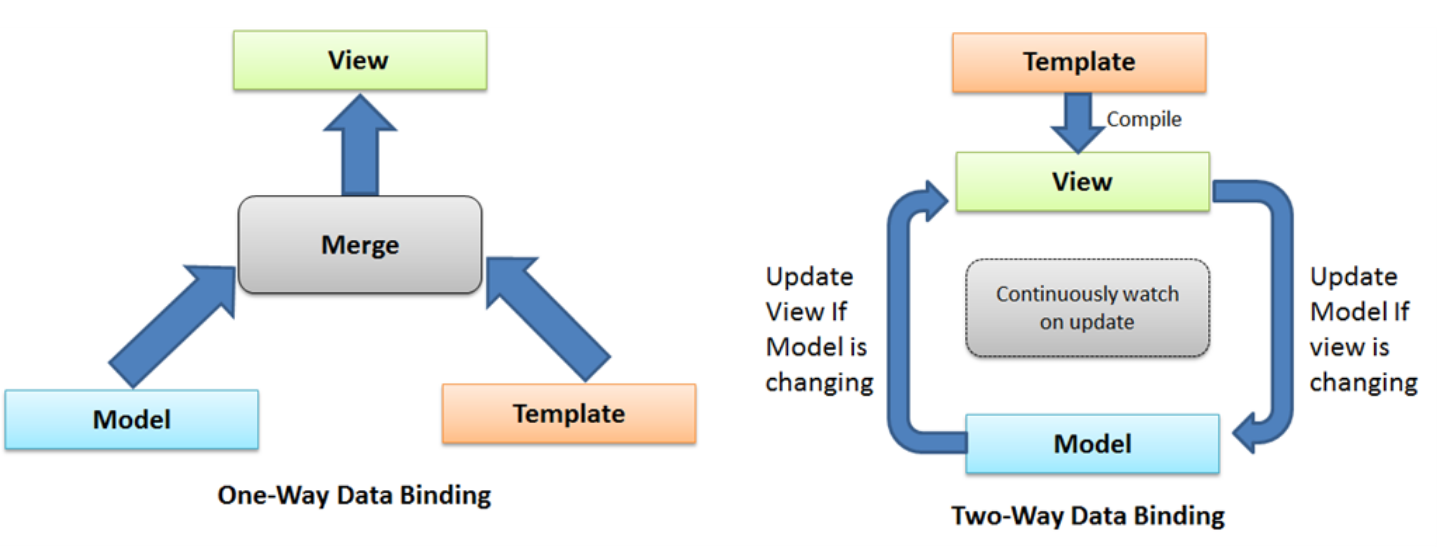 View
Merge
Model
Template
One-Way Data Binding
Template
Compile
View
Update
View If
Model is
changing
Continuously watch
on update
Update
Model If
view is
changing
Model
Two-Way Data Binding